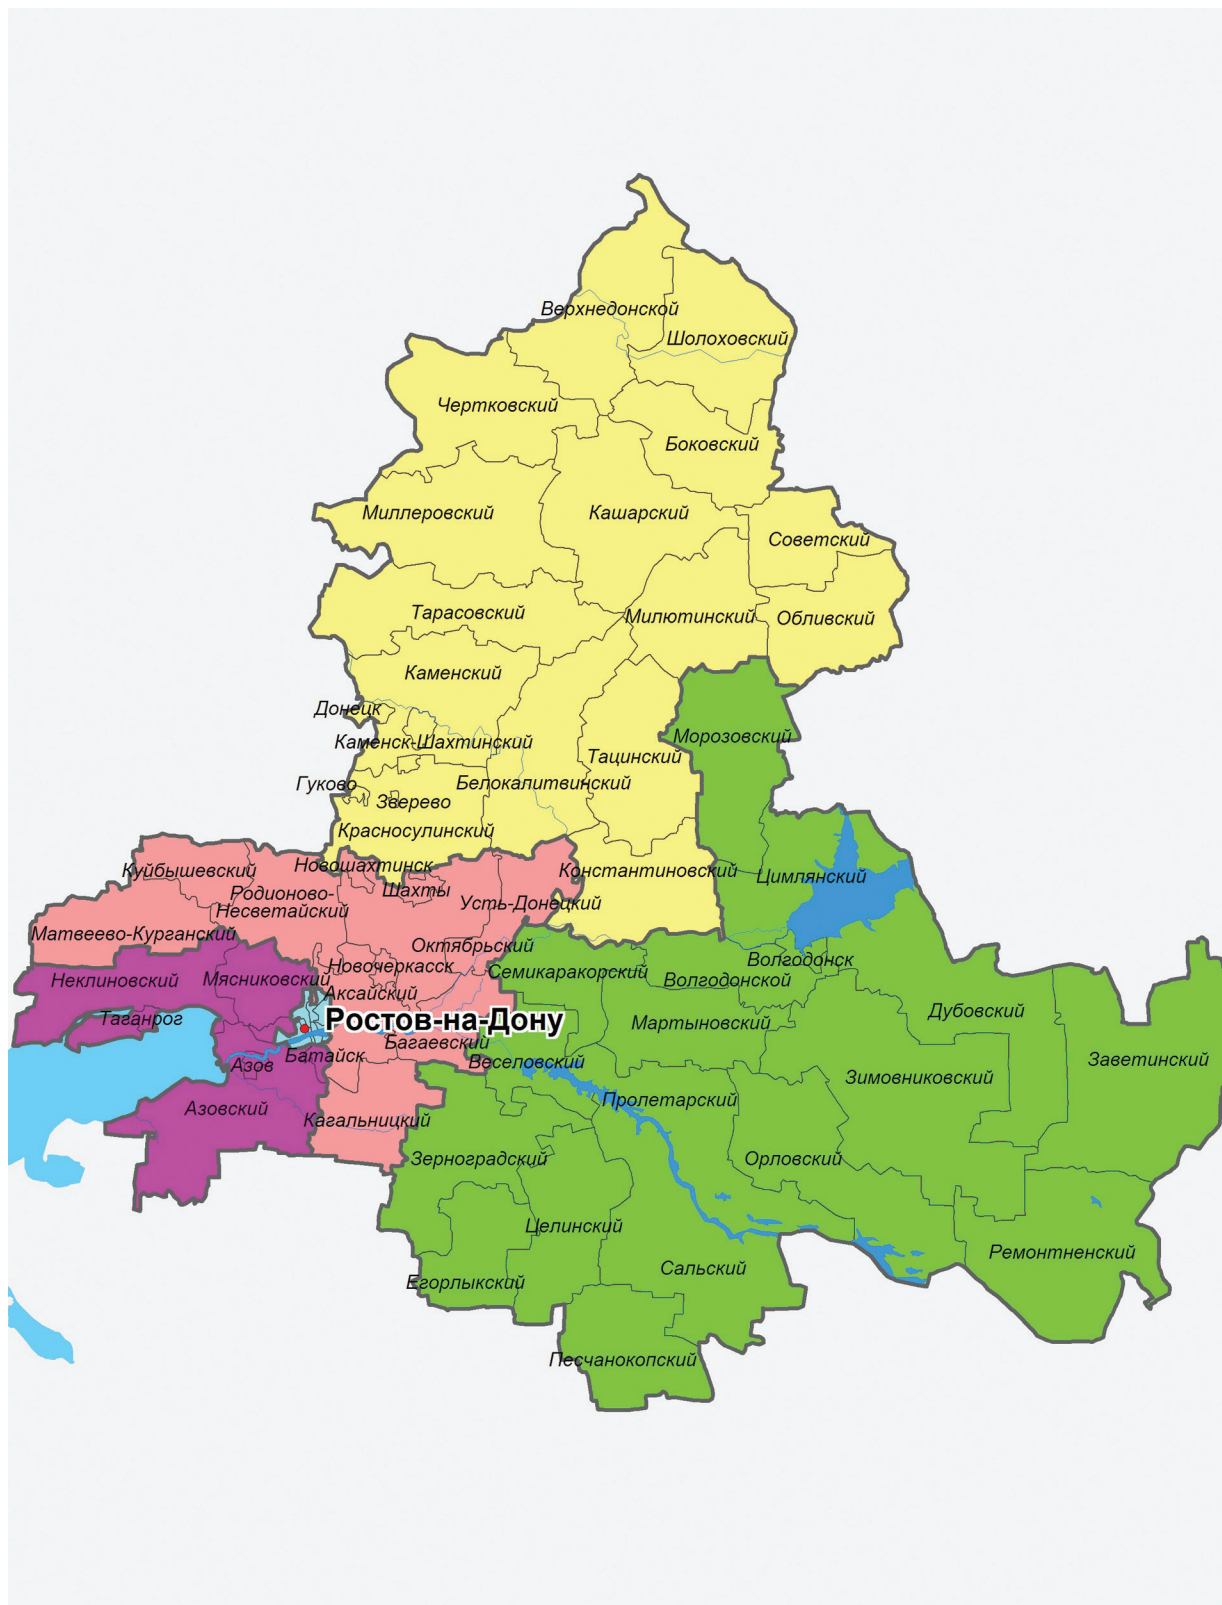 Верхнедонской
Шолоховский
Чертковский
Боковский
Миллеровский
Кашарский
Советский
Тарасовский
Милютинский
Обливский
Каменский
Донецк
Морозовский
Каменск-Шахтинский
Тацинский
Гуково
Белокалитвинский
Зверево
Красносулинский
Новошахтинск
Куйбышевский
Константиновский
Цимлянский
Шахты
Родионово-
Несветайский
Усть-Донецкий
Матвеево-Курганский
Октябрьский
Волгодонск
Новочеркасск
Семикаракорский
Неклиновский
Мясниковский
Волгодонской
Аксайский
Дубовский
Таганрог
Ростов-на-Дону
Мартыновский
Багаевский
Батайск
Заветинский
Азов
Веселовский
Зимовниковский
Пролетарский
Азовский
Кагальницкий
Зерноградский
Орловский
Целинский
Ремонтненский
Сальский
Егорлыкский
Песчанокопский